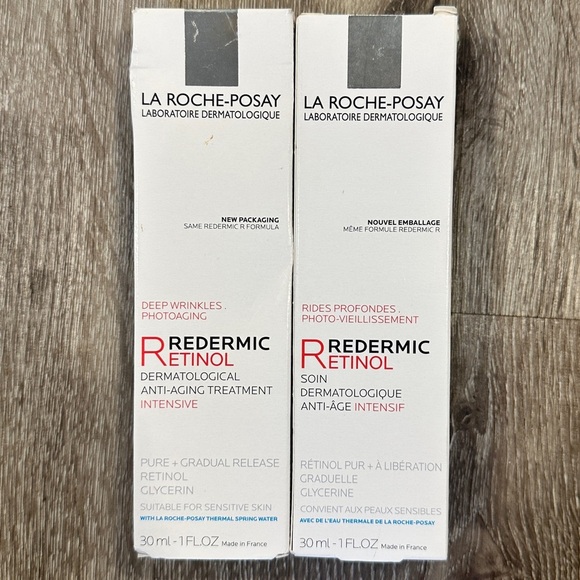 LA ROCHE-POSAY
LABORATOIRE DERMATOLOGIQUE
NEW PACKAGING
SAME REDERMIC R FORMULA
DEEP WRINKLES .
PHOTOAGING
REDERMIC
RETINOL
DERMATOLOGICAL
ANTI-AGING TREATMENT
INTENSIVE
PURE + GRADUAL RELEASE
RETINOL
GLYCERIN
SUITABLE FOR SENSITIVE SKIN
WITH LA ROCHE-POSAY THERMAL SPRING WATER
30 ml - 1 FL.OZ Made in France
LA ROCHE-POSAY
LABORATOIRE DERMATOLOGIQUE
NOUVEL EMBALLAGE
MÊME FORMULE REDERMIC R
RIDES PROFONDES .
PHOTO-VIEILLISSEMENT
REDERMIC
RETINOL
SOIN
DERMATOLOGIQUE
ANTI-ÂGE INTENSIF
RÉTINOL PUR + À LIBÉRATION
GRADUELLE
GLYCERINE
CONVIENT AUX PEAUX SENSIBLES
AVEC DE L'EAU THERMALE DE LA ROCHE-POSAY
30 ml - 1 FL.OZ Made in France